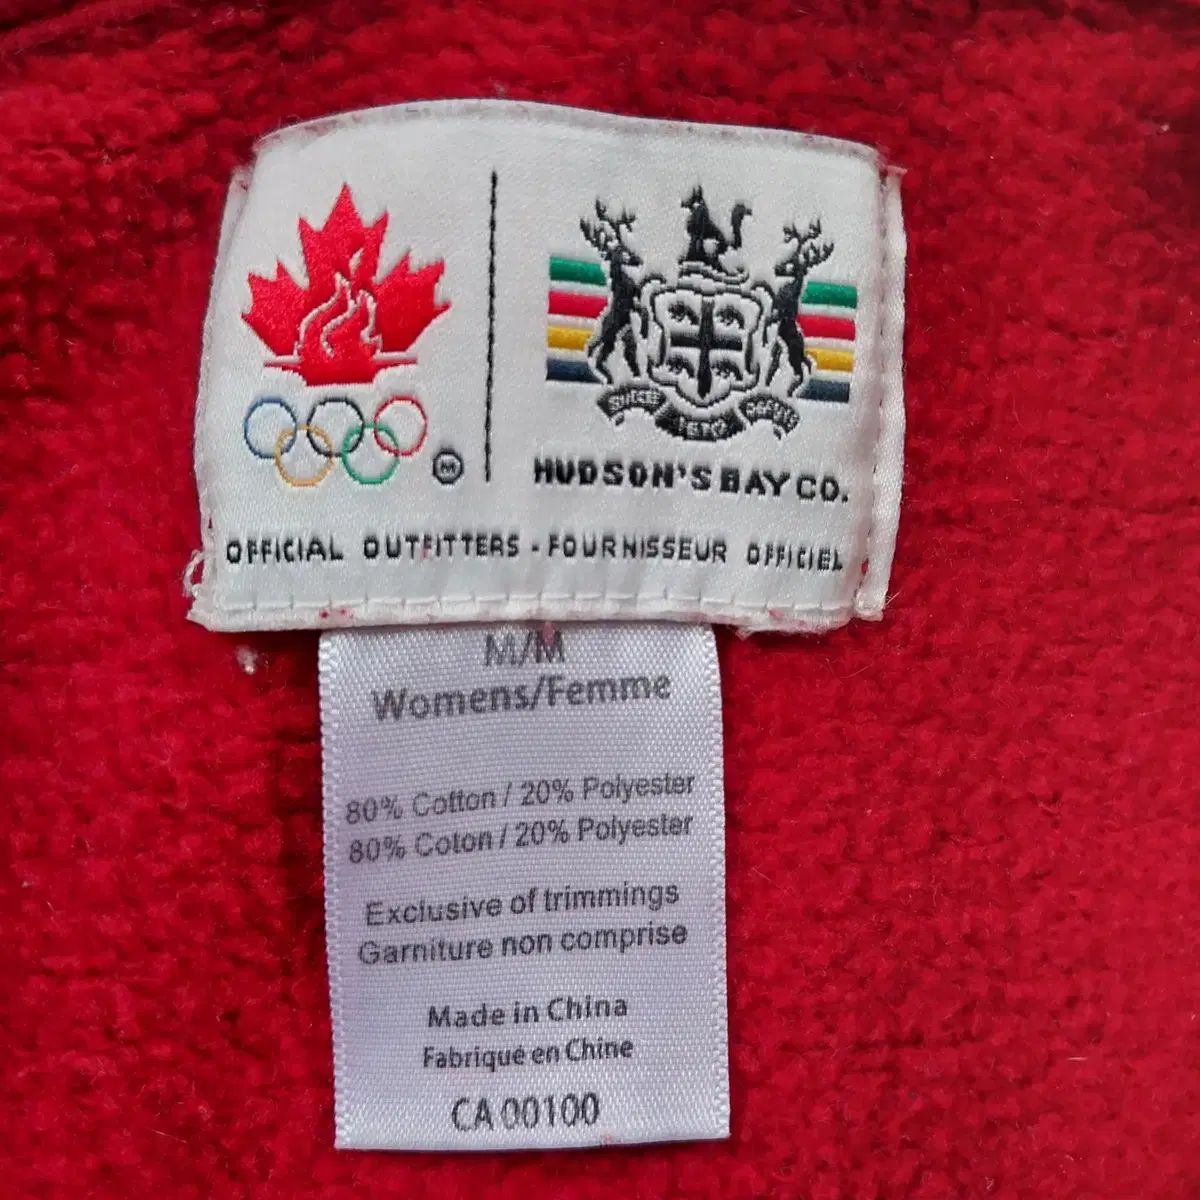 1670
M
HUDSON'S BAY CO.
OFFICIAL OUTFITTERS - FOURNISSEUR OFFICIEL
M/M
Womens/Femme
80% Cotton / 20% Polyester
80% Coton / 20% Polyester
Exclusive of trimmings
Garniture non comprise
Made in China
Fabriqué en Chine
CA 00100